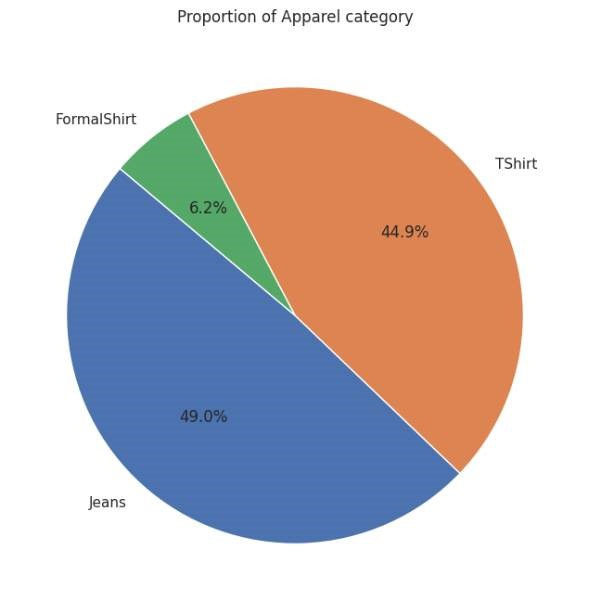 Proportion of Apparel category
FormalShirt
TShirt
6.2%
44.9%
49.0%
Jeans